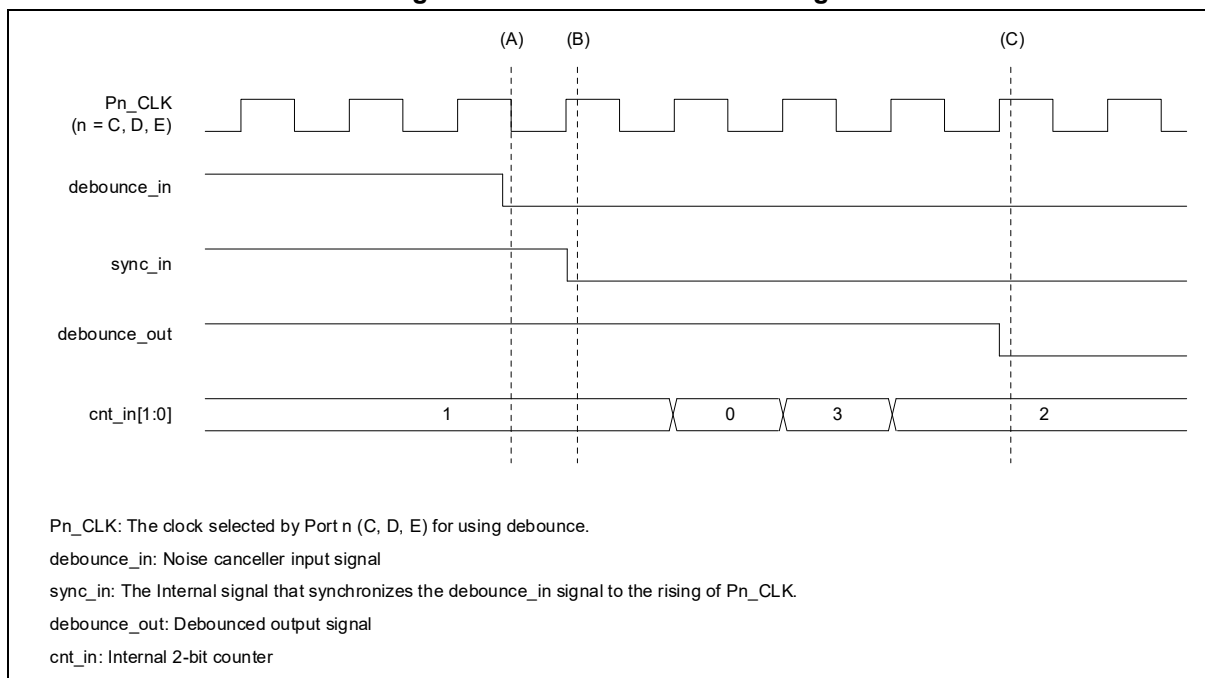 (A) (B) (C)
Pn_CLK
(n = C, D, E)
debounce_in
sync_in
debounce_out
cnt_in[1:0] 1 0 3 2
Pn_CLK: The clock selected by Port n (C, D, E) for using debounce.
debounce_in: Noise canceller input signal
sync_in: The Internal signal that synchronizes the debounce_in signal to the rising of Pn_CLK.
debounce_out: Debounced output signal
cnt_in: Internal 2-bit counter